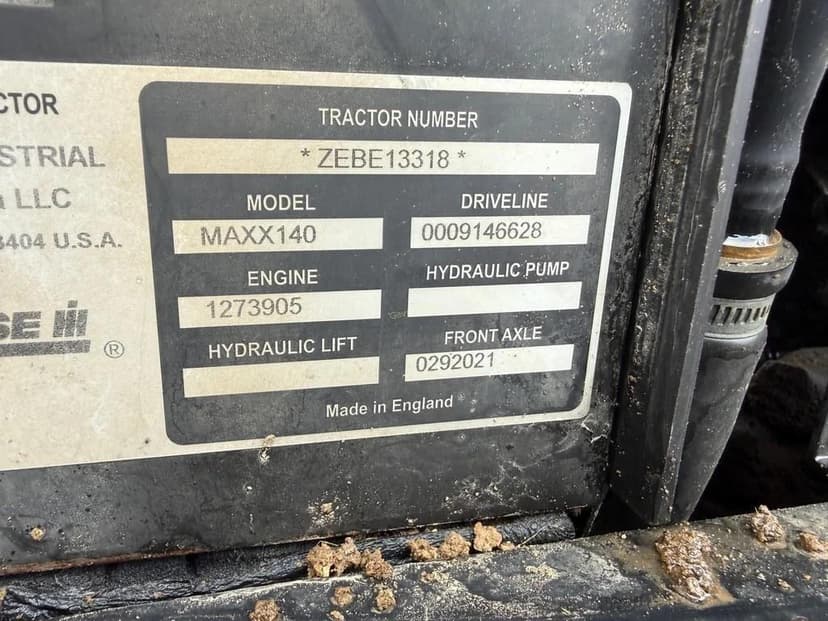 CTOR
STRIAL
LLC
3404 U.S.A.
SE IH
®
TRACTOR NUMBER
*ZEBE13318*
MODEL DRIVELINE
MAXX140 0009146628
ENGINE HYDRAULIC PUMP
1273905
HYDRAULIC LIFT FRONT AXLE
0292021
Made in England